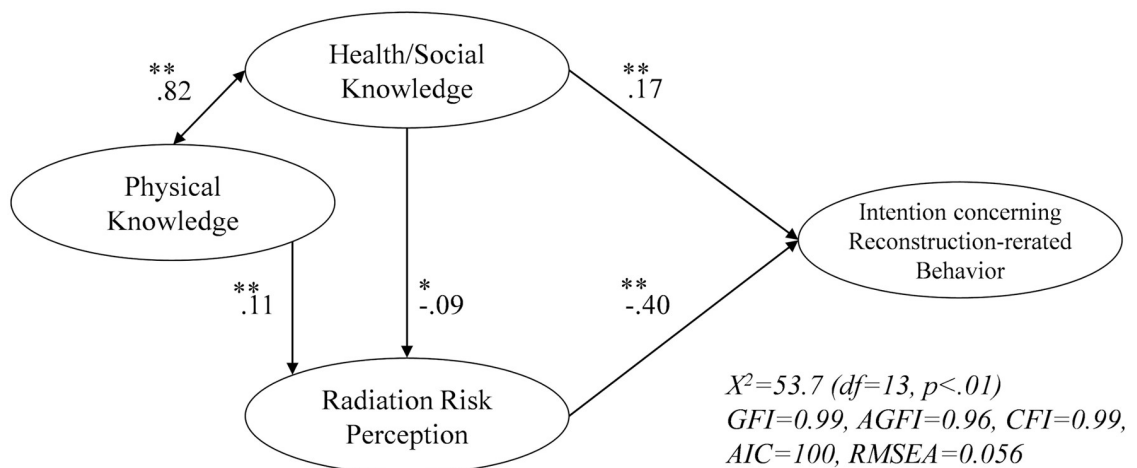 Health/Social
Knowledge
**
.82
**
.17
Physical
Knowledge
Intention concerning
Reconstruction-rerated
Behavior
**
.11
*
-.09
**
-.40
Radiation Risk
Perception
X²=53.7 (df=13, p<.01)
GFI=0.99, AGFI=0.96, CFI=0.99,
AIC=100, RMSEA=0.056